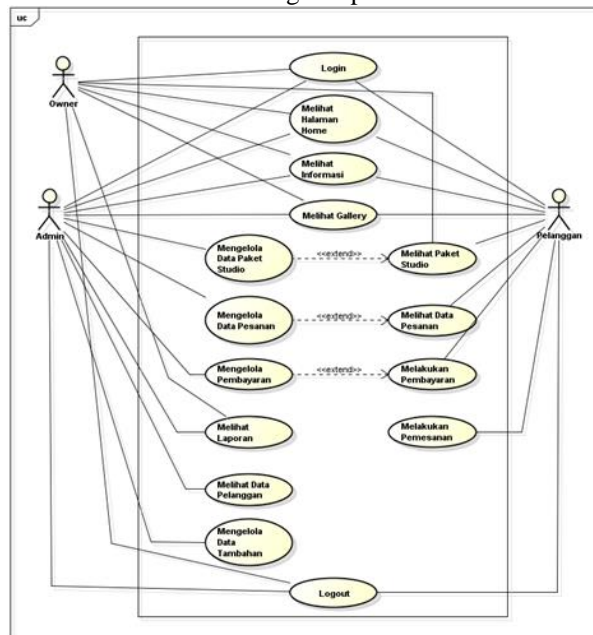 uc
Login
Owner
Melihat
Halaman
Home
Melihat
Informasi
Admin
Melihat Gallery
Pelanggan
Mengelola
Data Paket
Studio
<<extend>>
Melihat Paket
Studio
Mengelola
Data Pesanan
<<extend>>
Melihat Data
Pesanan
Mengelola
Pembayaran
<<extend>>
Melakukan
Pembayaran
Melihat
Laporan
Melakukan
Pemesanan
Melihat Data
Pelanggan
Mengelola
Data
Tambahan
Logout